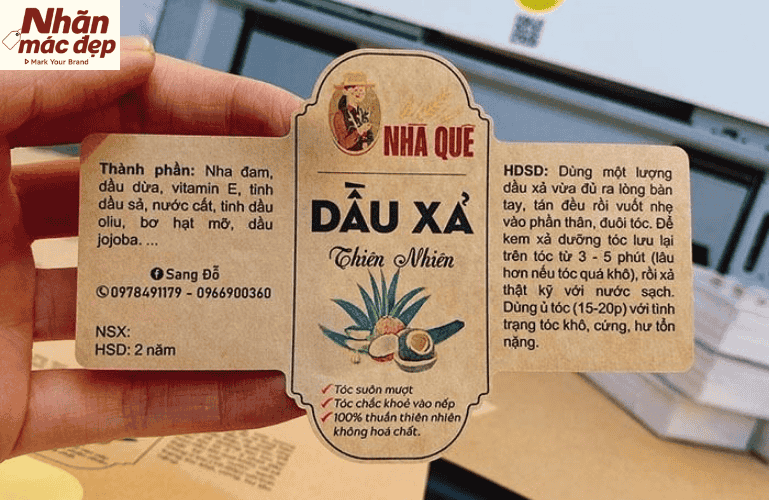 Nhãn
mác đẹp
Mark Your Brand
NHÀ QUÊ
DẦU XẢ
Thiên Nhiên
Tóc suôn mượt
Tóc chắc khoẻ vào nếp
100% thuần thiên nhiên
không hoá chất.
Thành phần: Nha đam,
dầu dừa, vitamin E, tinh
dầu sả, nước cất, tinh dầu
oliu, bơ hạt mỡ, dầu
jojoba. ...
Sang Đỗ
0978491179 - 0966900360
NSX:
HSD: 2 năm
HDSD: Dùng một lượng
dầu xả vừa đủ ra lòng bàn
tay, tán đều rồi vuốt nhẹ
vào phần thân, đuôi tóc. Để
kem xả dưỡng tóc lưu lại
trên tóc từ 3 - 5 phút (lâu
hơn nếu tóc quá khô), rồi xả
thật kỹ với nước sạch.
Dùng ủ tóc (15-20p) với tình
trạng tóc khô, cứng, hư tổn
nặng.